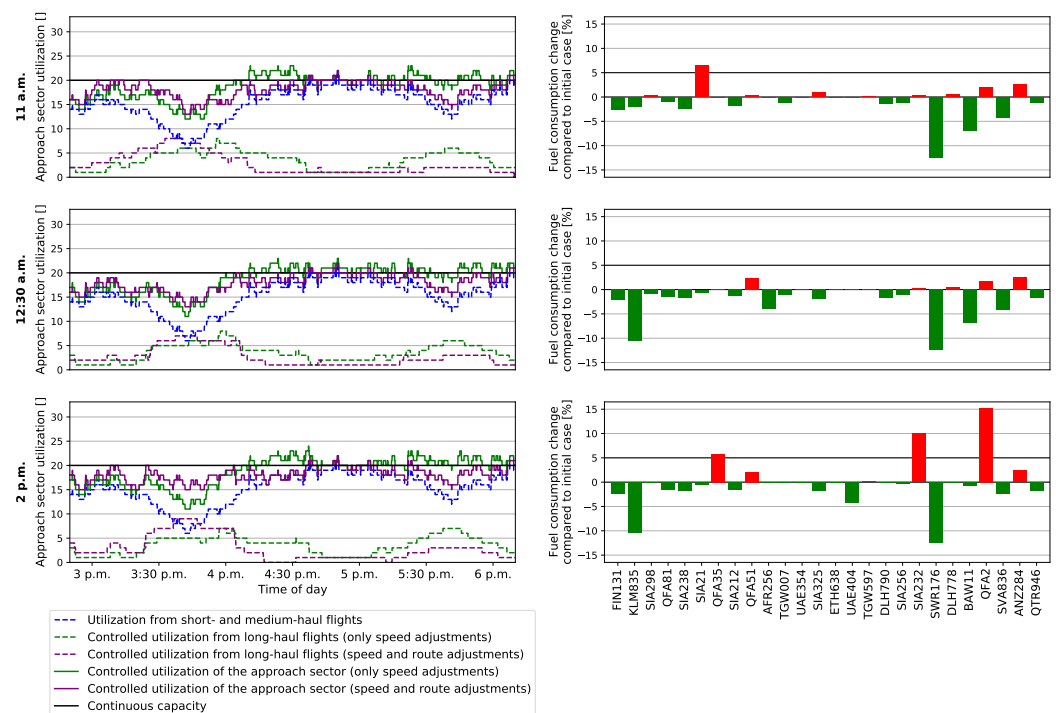 11 a.m.
Approach sector utilization []
30
25
20
15
10
5
0
Fuel consumption change
compared to initial case [%]
15
10
5
0
−5
−10
−15
12:30 a.m.
Approach sector utilization []
30
25
20
15
10
5
0
Fuel consumption change
compared to initial case [%]
15
10
5
0
−5
−10
−15
2 p.m.
Approach sector utilization []
30
25
20
15
10
5
0
3 p.m. 3:30 p.m. 4 p.m. 4:30 p.m. 5 p.m. 5:30 p.m. 6 p.m.
Time of day
Fuel consumption change
compared to initial case [%]
15
10
5
0
−5
−10
−15
FIN131
KLM835
SIA298
QFA81
SIA238
SIA21
QFA35
SIA212
QFA51
AFR256
TGW007
UAE354
SIA325
ETH638
UAE404
TGW597
DLH790
SIA256
SIA232
SWR176
DLH778
BAW11
QFA2
SVA836
ANZ284
QTR946
Utilization from short- and medium-haul flights
Controlled utilization from long-haul flights (only speed adjustments)
Controlled utilization from long-haul flights (speed and route adjustments)
Controlled utilization of the approach sector (only speed adjustments)
Controlled utilization of the approach sector (speed and route adjustments)
Continuous capacity